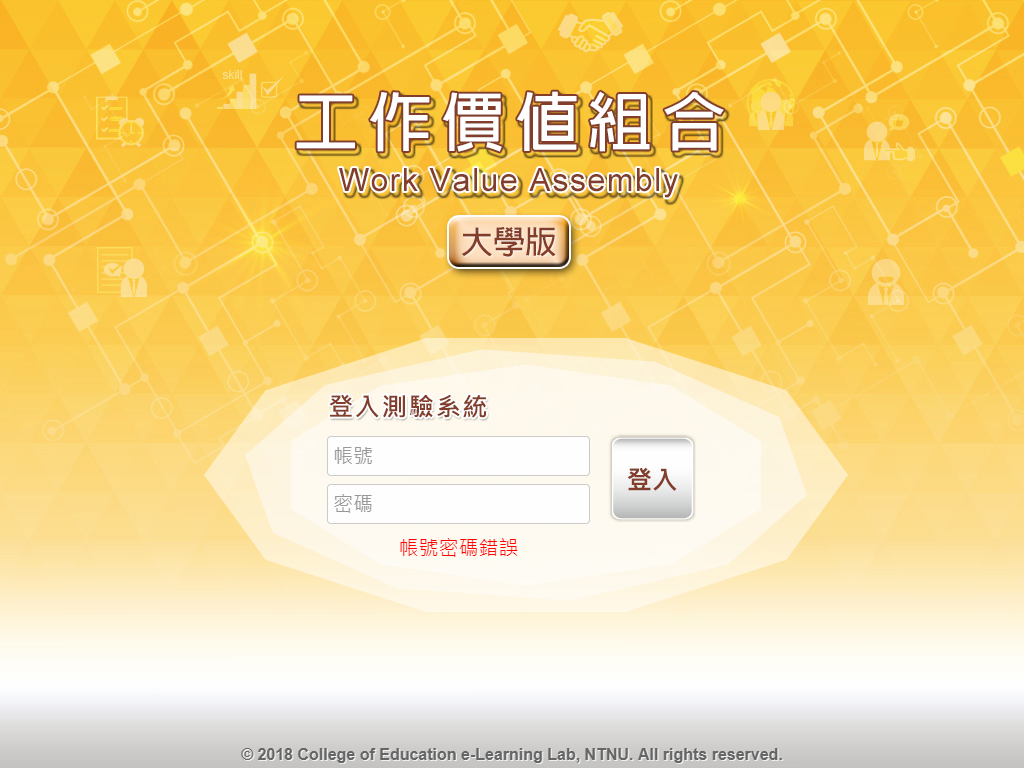 skill
工作價值組合
Work Value Assembly
大學版
登入測驗系統
帳號
密碼
登入
帳號密碼錯誤
© 2018 College of Education e-Learning Lab, NTNU. All rights reserved.